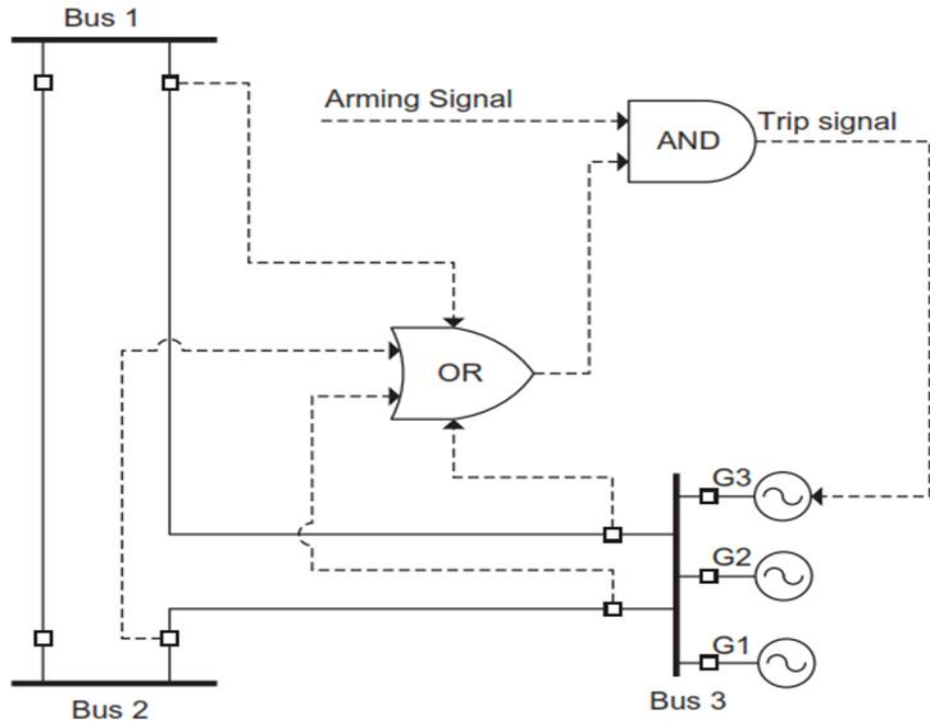 Bus 1
Arming Signal
AND
Trip signal
OR
G3
G2
G1
Bus 3
Bus 2